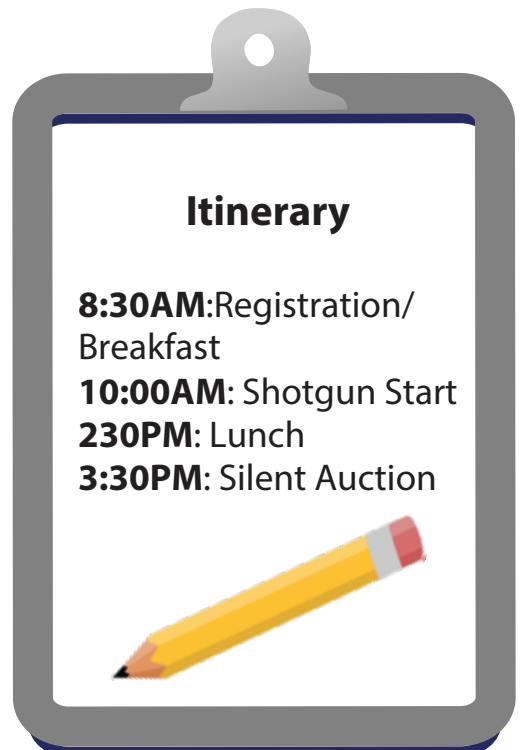 Itinerary
8:30AM:Registration/
Breakfast
10:00AM: Shotgun Start
230PM: Lunch
3:30PM: Silent Auction